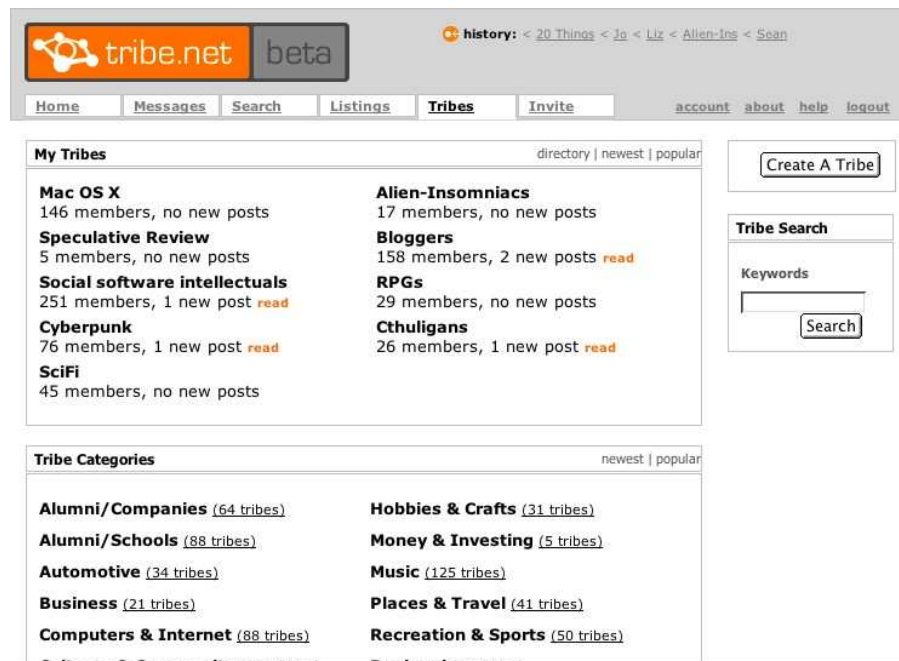 tribe.net beta
history: < 20 Things < Jo < Liz < Alien-Ins < Sean
Home Messages Search Listings Tribes Invite account about help logout
My Tribes directory | newest | popular
Mac OS X
146 members, no new posts
Speculative Review
5 members, no new posts
Social software intellectuals
251 members, 1 new post read
Cyberpunk
76 members, 1 new post read
SciFi
45 members, no new posts
Alien-Insomniacs
17 members, no new posts
Bloggers
158 members, 2 new posts read
RPGs
29 members, no new posts
Cthuligans
26 members, 1 new post read
Create A Tribe
Tribe Search
Keywords
Search
Tribe Categories newest | popular
Alumni/Companies (64 tribes)
Alumni/Schools (88 tribes)
Automotive (34 tribes)
Business (21 tribes)
Computers & Internet (88 tribes)
Hobbies & Crafts (31 tribes)
Money & Investing (5 tribes)
Music (125 tribes)
Places & Travel (41 tribes)
Recreation & Sports (50 tribes)